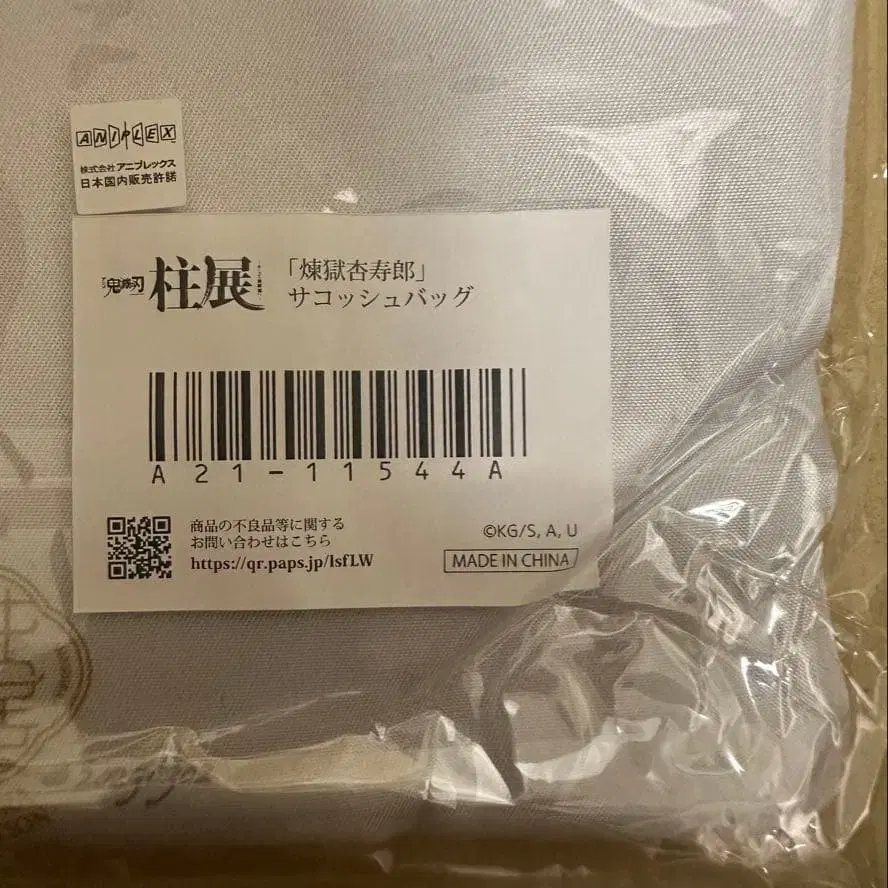 ANIPLEX
株式会社アニプレックス
日本国内販売許諾
鬼滅刃 柱展
「煉獄杏寿郎」
サコッシュバッグ
A21-11544A
商品の不良品等に関する
お問い合わせはこちら
https://qr.paps.jp/lsfLW
©KG/S, A, U
MADE IN CHINA